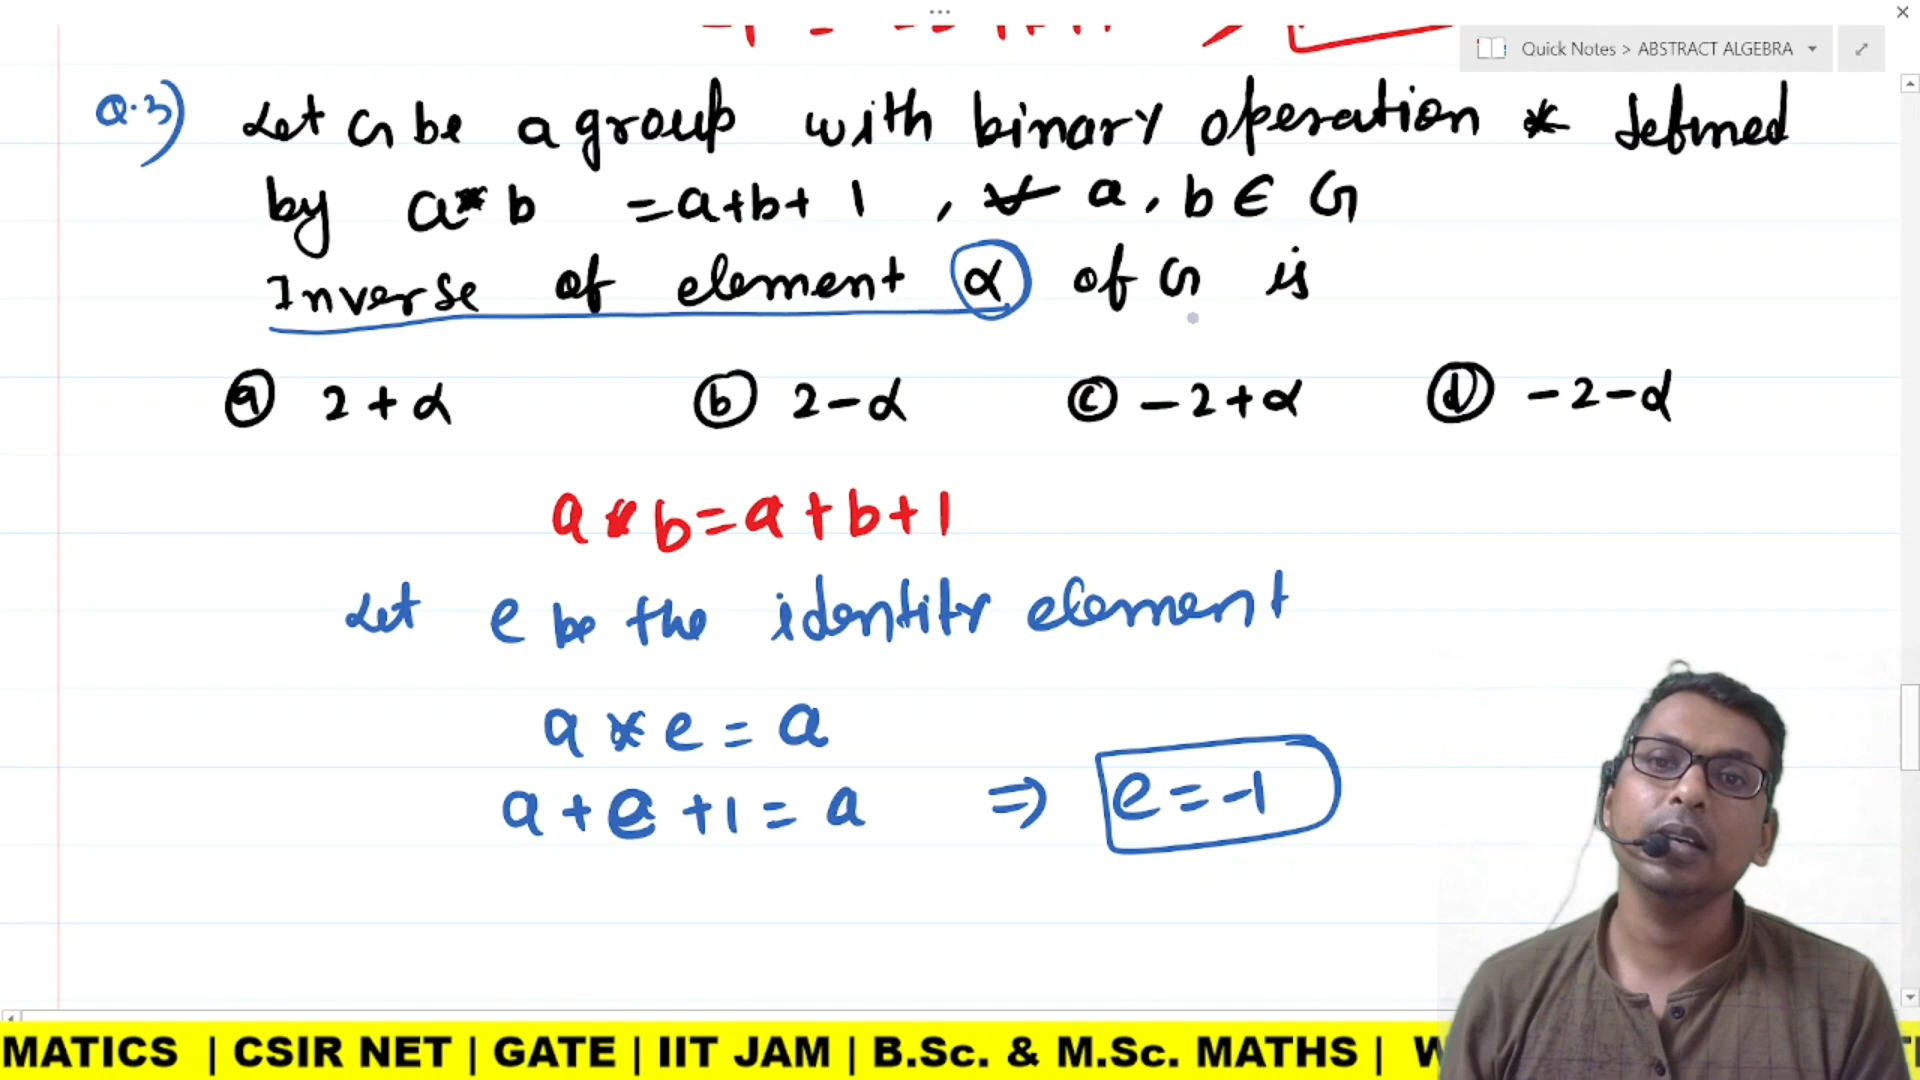 Quick Notes > ABSTRACT ALGEBRA
Q.3) Let G be a group with binary operation * defined
by a * b = a+b+ 1 , ∀ a, b ∈ G
Inverse of element α of G is
ⓐ 2 + α ⓑ 2 - α ⓒ - 2 + α ⓓ - 2 - α
a * b = a + b + 1
Let e be the identity element
a * e = a
a + e + 1 = a ⇒ e = -1
MATICS | CSIR NET | GATE | IIT JAM | B.Sc. & M.Sc. MATHS |